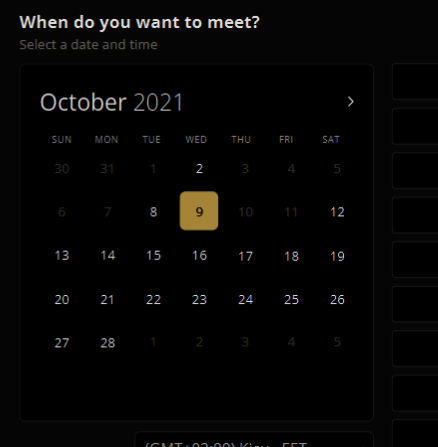 When do you want to meet?
Select a date and time
October 2021 >
SUN MON TUE WED THU FRI SAT
30 31 1 2 3 4 5
6 7 8 9 10 11 12
13 14 15 16 17 18 19
20 21 22 23 24 25 26
27 28 1 2 3 4 5
(GMT+02:00) Kiev EET